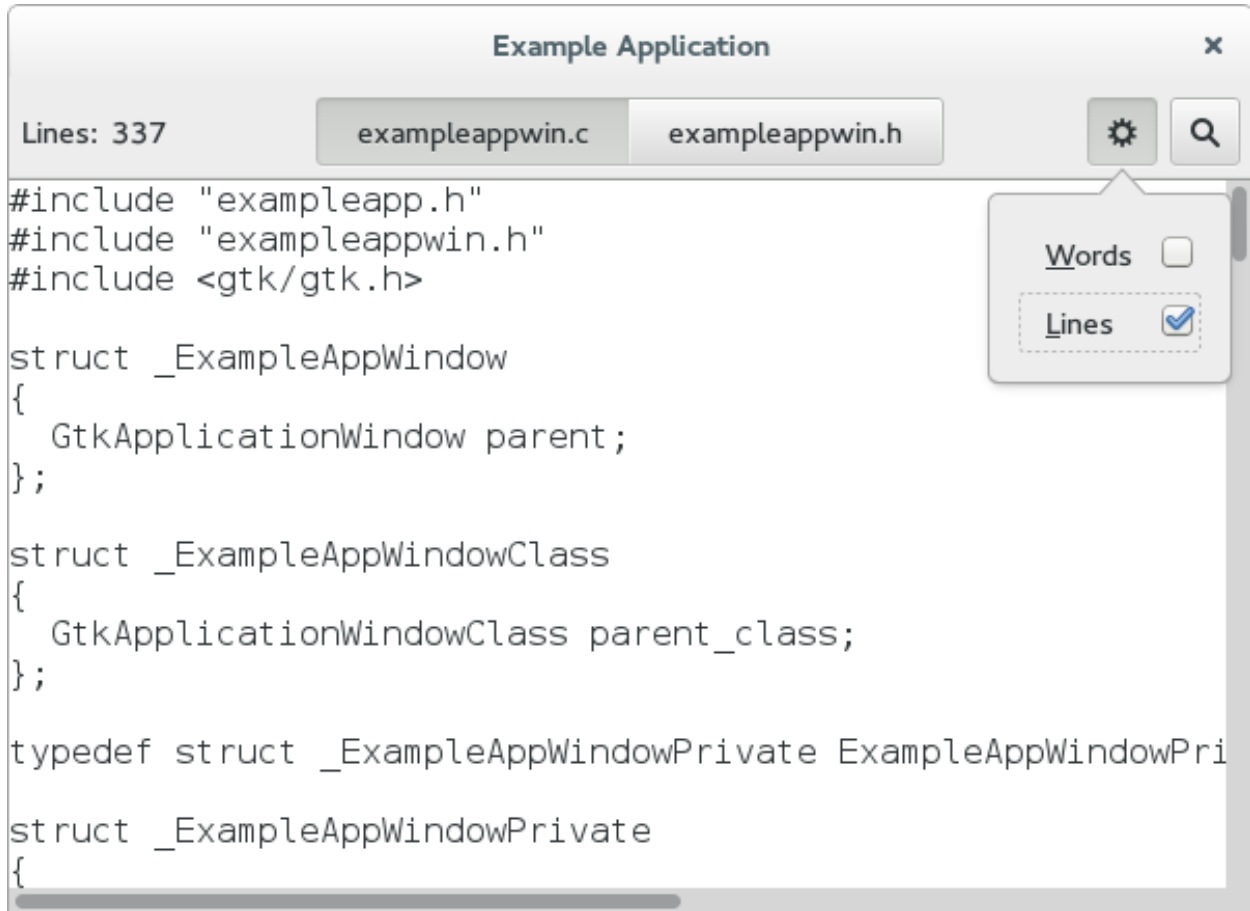 Example Application
Lines: 337 exampleappwin.c exampleappwin.h
#include "exampleapp.h"
#include "exampleappwin.h"
#include <gtk/gtk.h>
Words
Lines
struct _ExampleAppWindow
{
  GtkApplicationWindow parent;
};
struct _ExampleAppWindowClass
{
  GtkApplicationWindowClass parent_class;
};
typedef struct _ExampleAppWindowPrivate ExampleAppWindowPri
struct _ExampleAppWindowPrivate
{